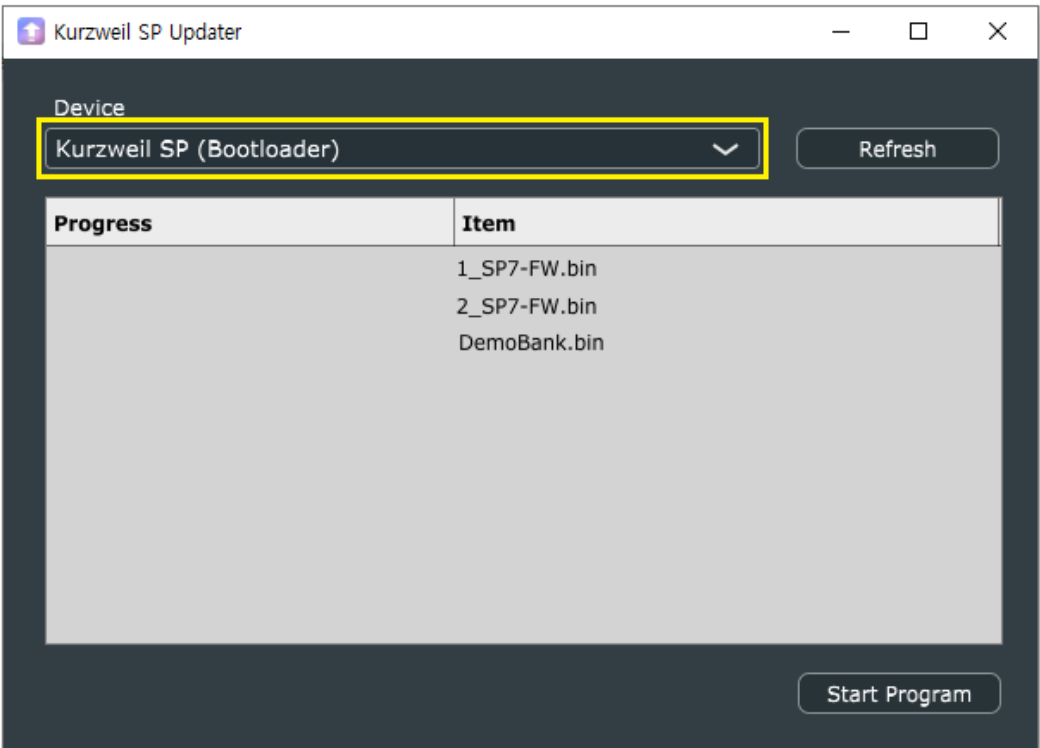 Kurzweil SP Updater
Device
Kurzweil SP (Bootloader)
Refresh
Progress
Item
1_SP7-FW.bin
2_SP7-FW.bin
DemoBank.bin
Start Program